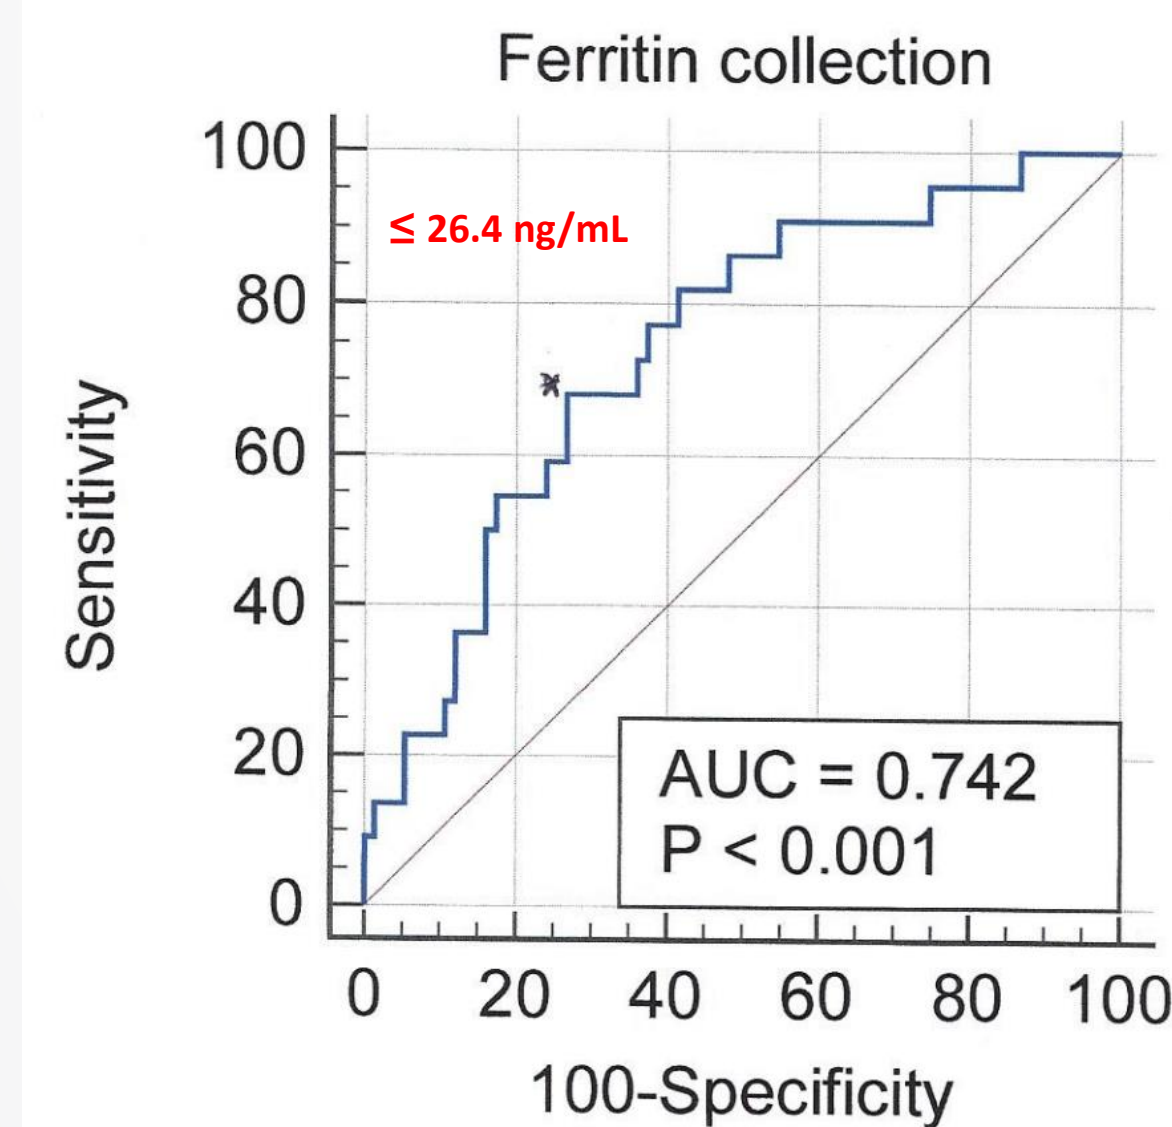 Ferritin collection
100
≤ 26.4 ng/mL
80
60
40
20
0
Sensitivity
AUC = 0.742
P < 0.001
0 20 40 60 80 100
100-Specificity